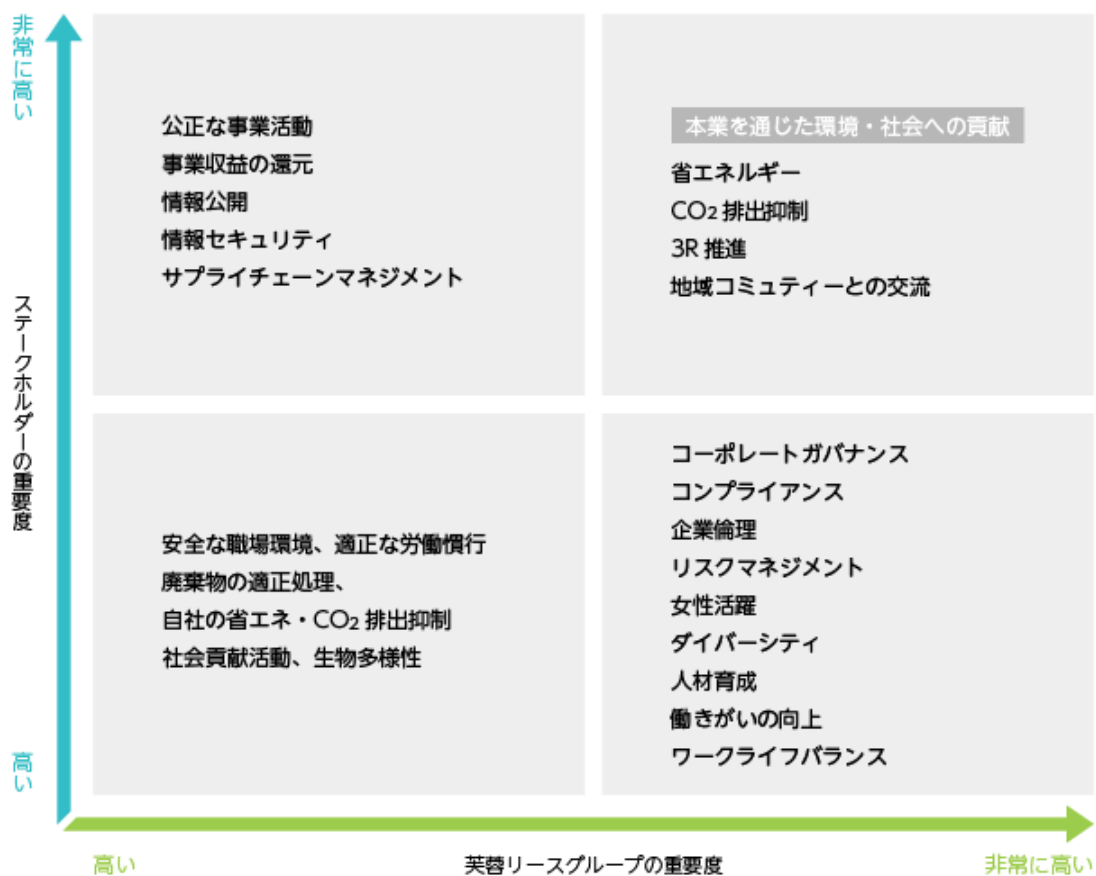 非常に高い
ステークホルダーの重要度
高い
公正な事業活動
事業収益の還元
情報公開
情報セキュリティ
サプライチェーンマネジメント
本業を通じた環境・社会への貢献
省エネルギー
CO2 排出抑制
3R 推進
地域コミュティーとの交流
安全な職場環境、適正な労働慣行
廃棄物の適正処理、
自社の省エネ・CO2 排出抑制
社会貢献活動、生物多様性
コーポレートガバナンス
コンプライアンス
企業倫理
リスクマネジメント
女性活躍
ダイバーシティ
人材育成
働きがいの向上
ワークライフバランス
高い
芙蓉リースグループの重要度
非常に高い